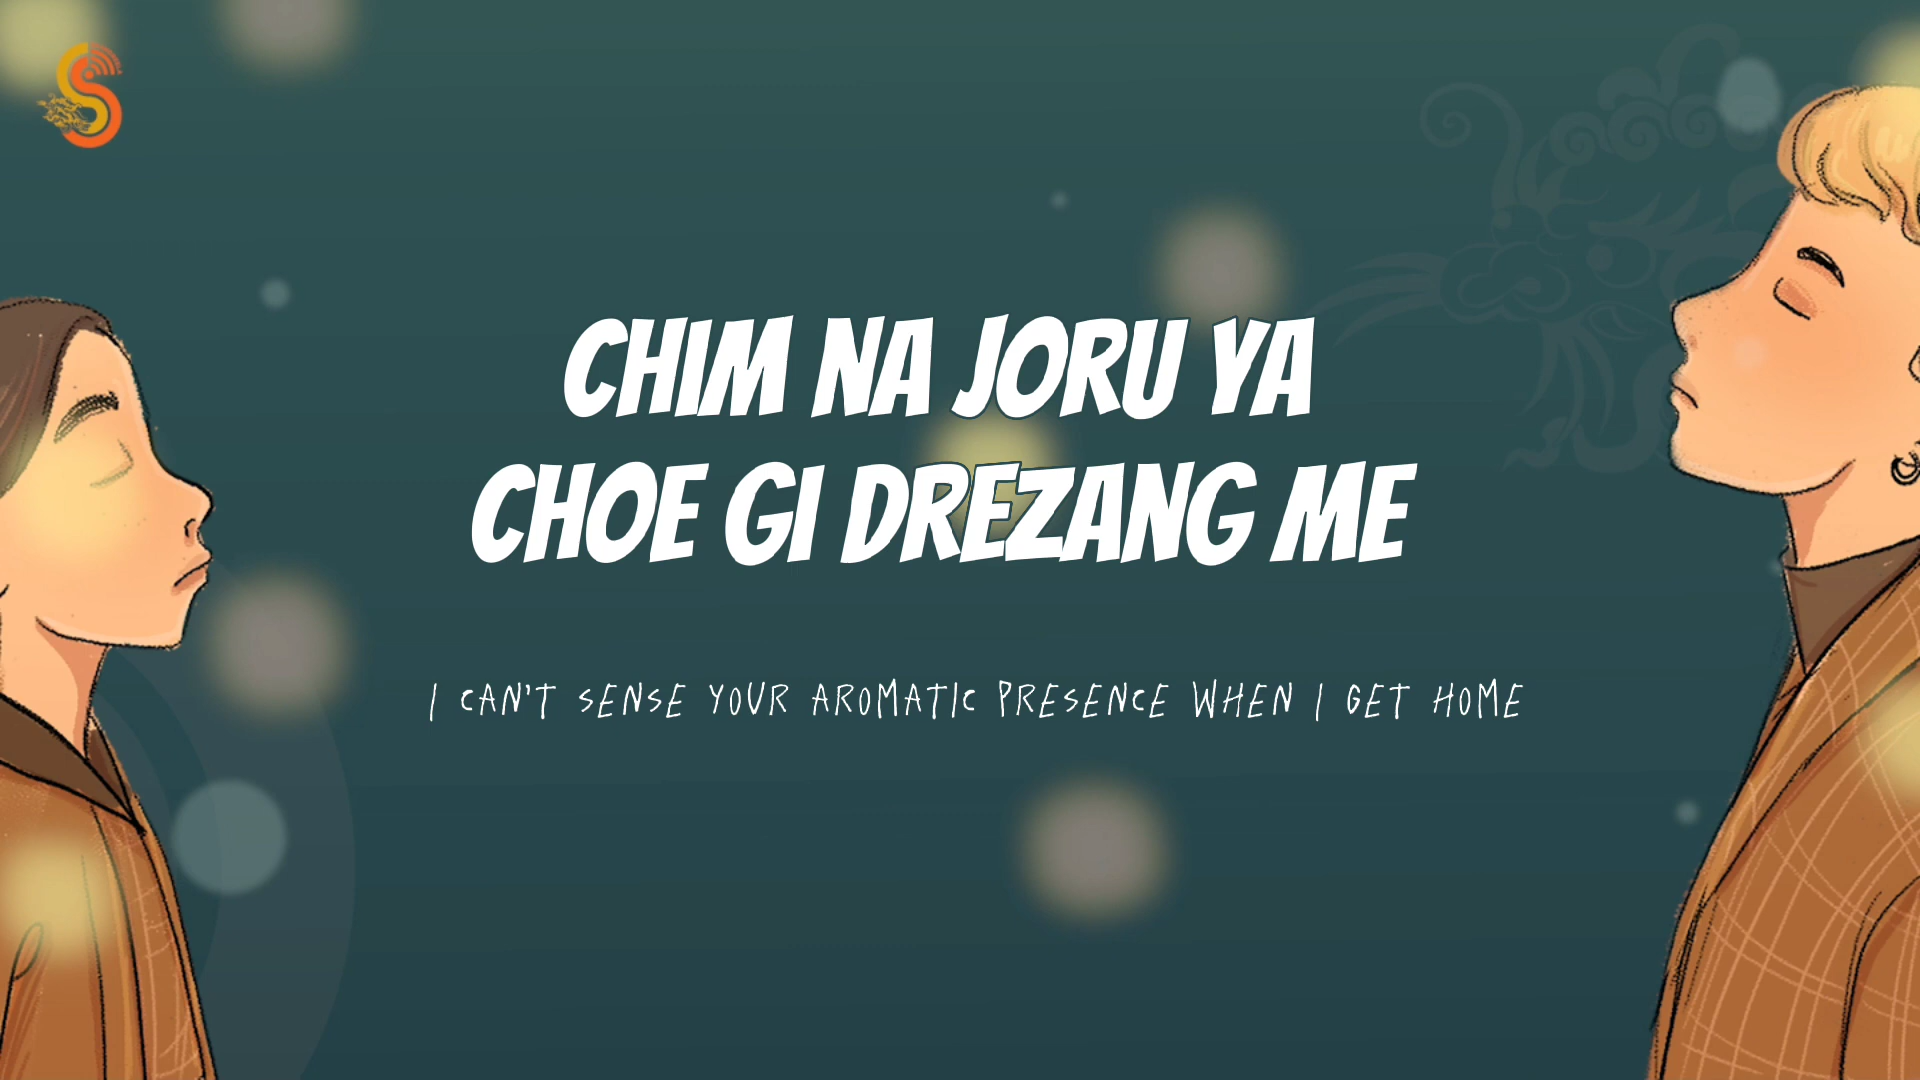 CHIM NA JORU YA
CHOE GI DREZANG ME
I CAN'T SENSE YOUR AROMATIC PRESENCE WHEN I GET HOME